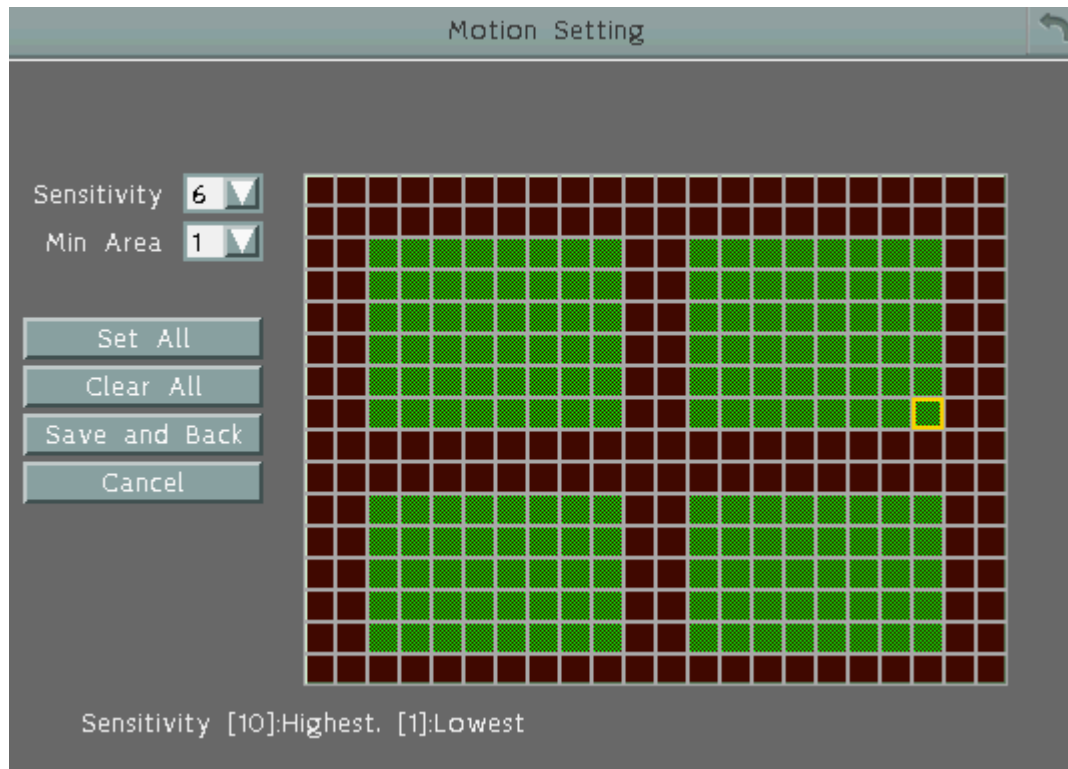 Motion Setting
Sensitivity 6
Min Area 1
Set All
Clear All
Save and Back
Cancel
Sensitivity [10]:Highest. [1]:Lowest